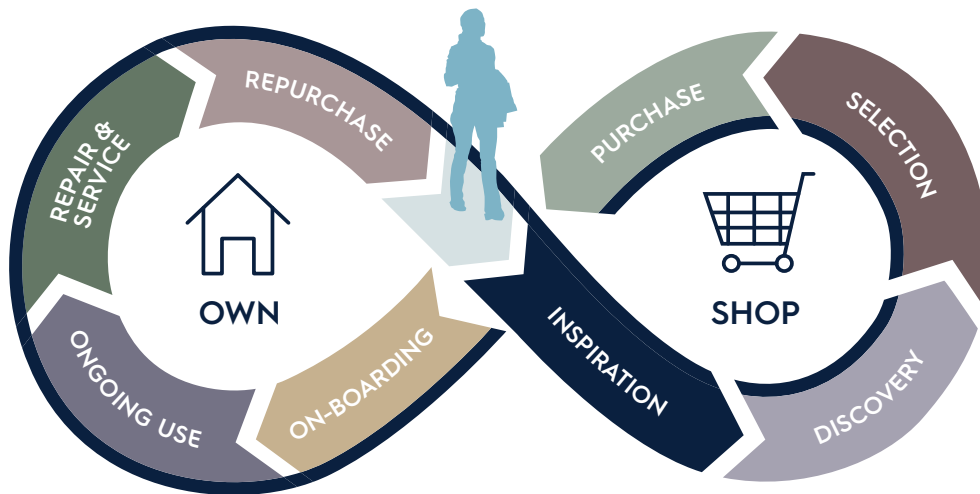 REPURCHASE
REPAIR &
SERVICE
OWN
ONGOING USE
ON-BOARDING
PURCHASE
SELECTION
SHOP
INSPIRATION
DISCOVERY